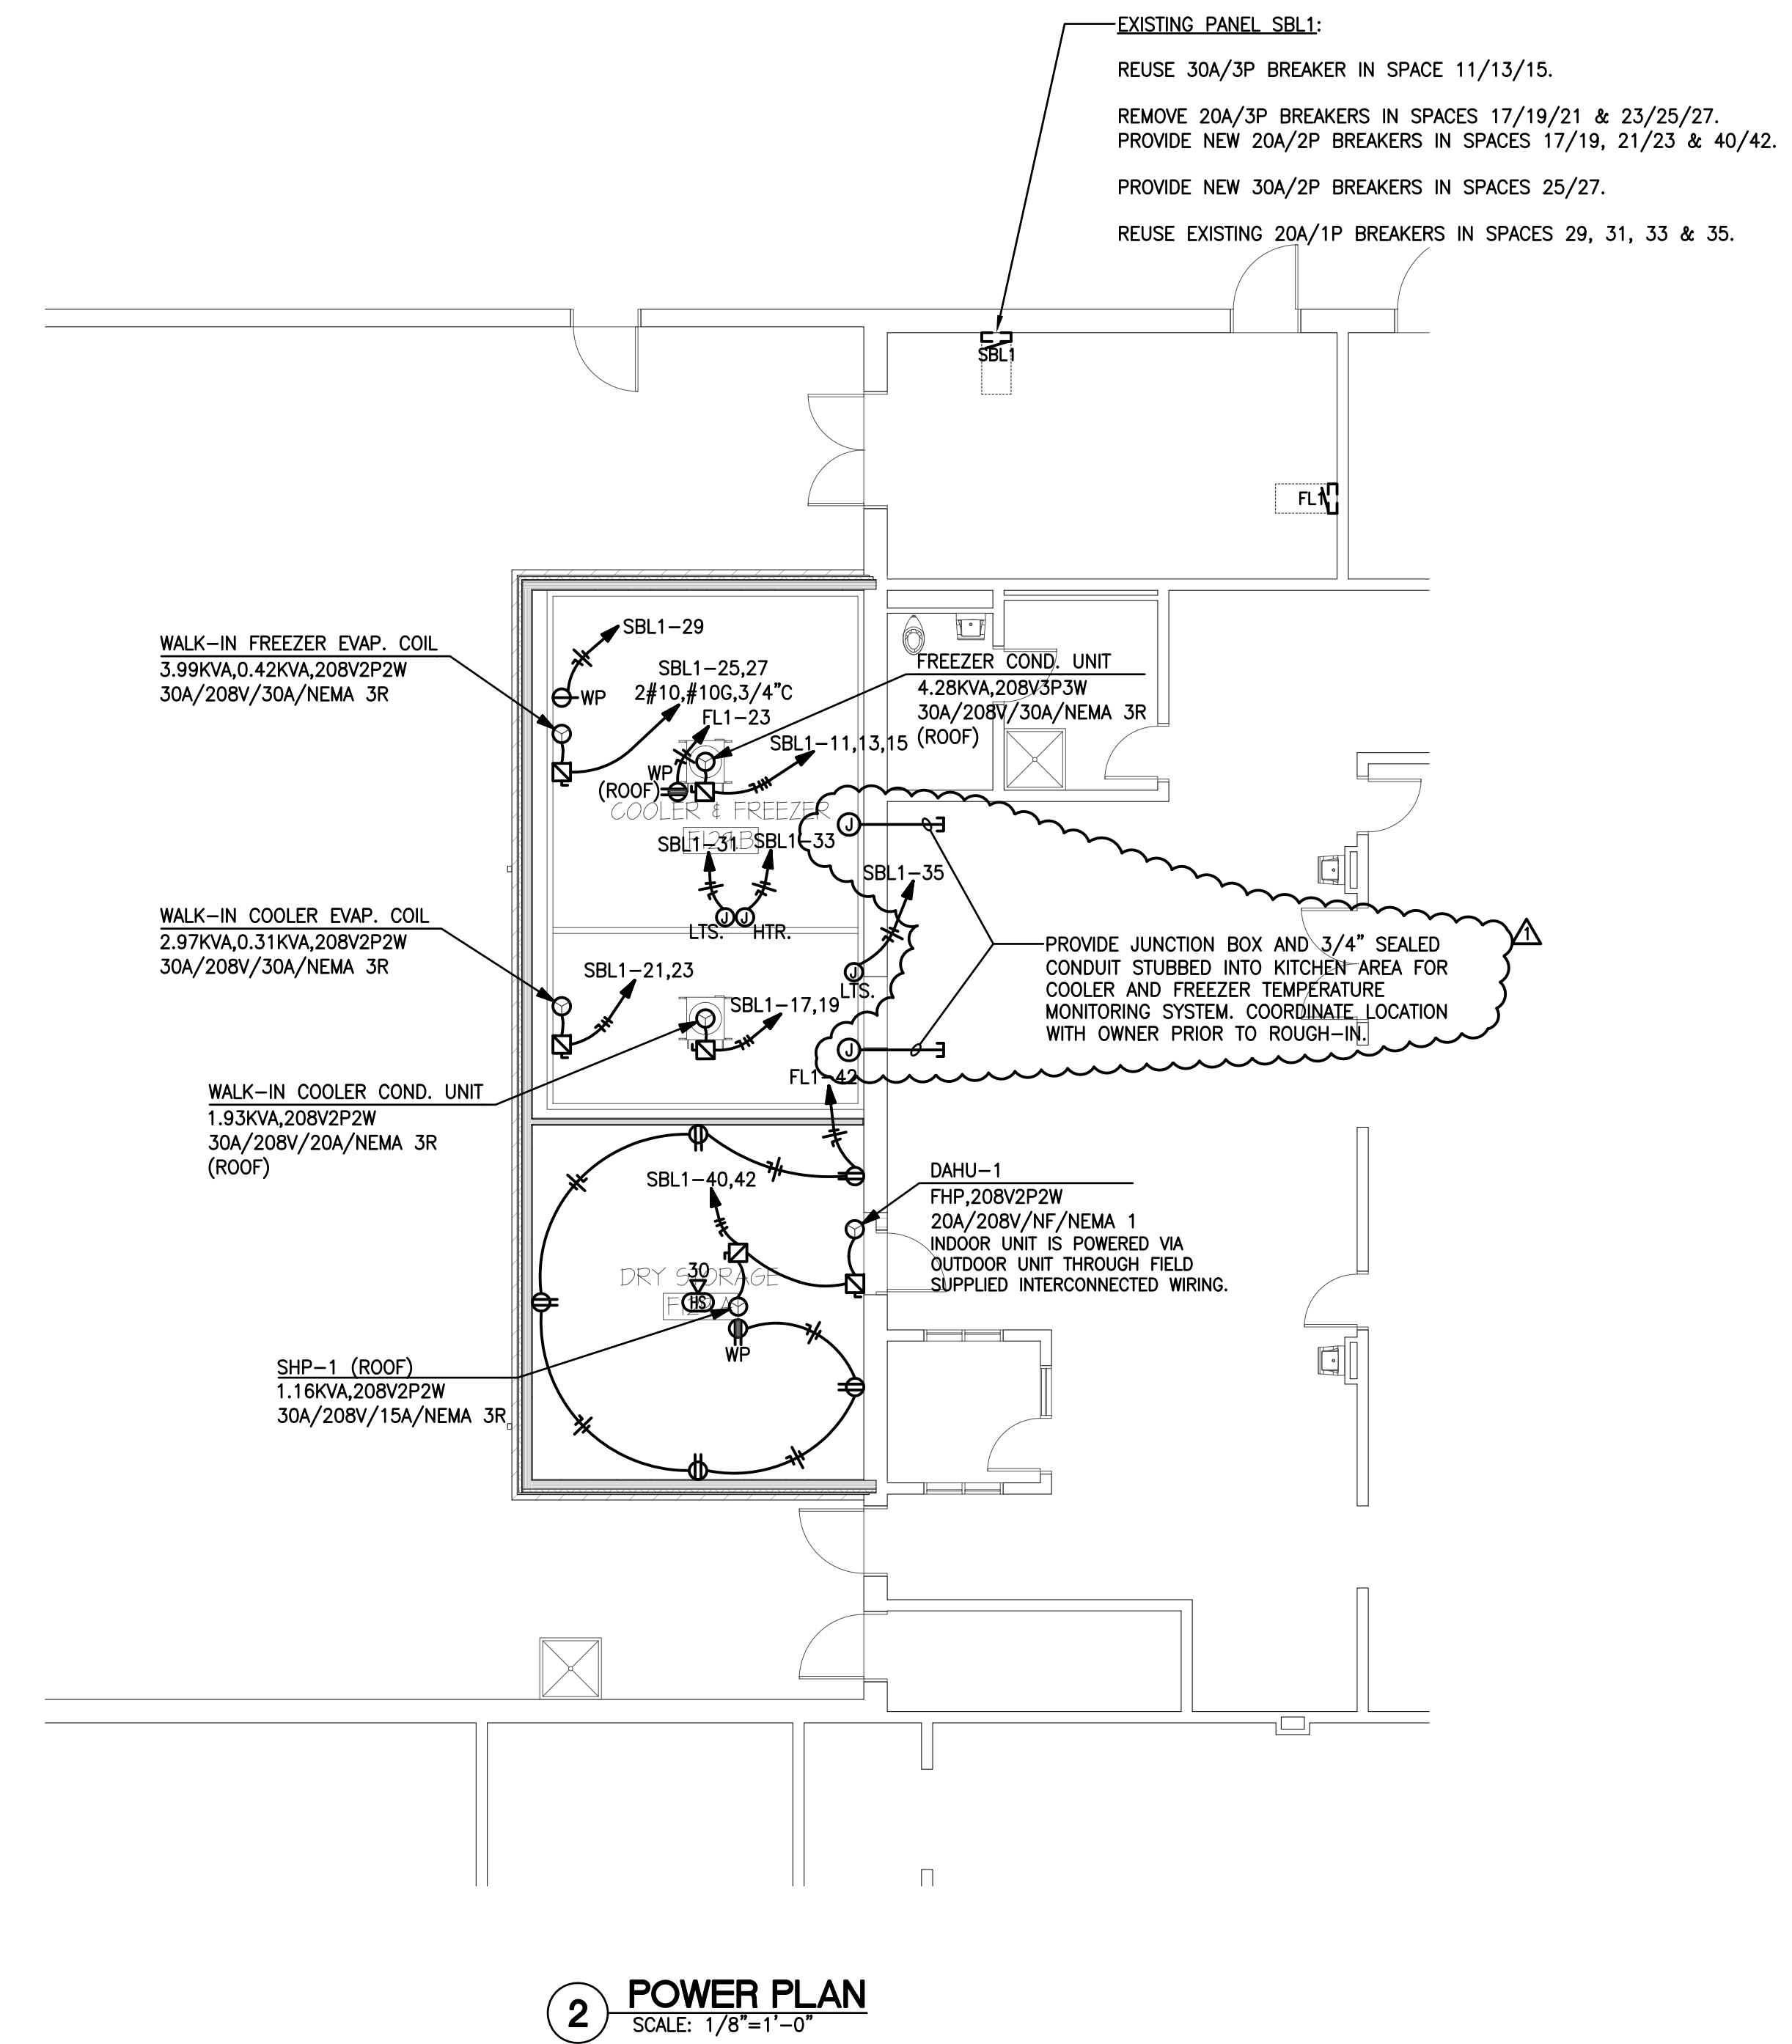 EXISTING PANEL SBL1:
REUSE 30A/3P BREAKER IN SPACE 11/13/15.
REMOVE 20A/3P BREAKERS IN SPACES 17/19/21 & 23/25/27.
PROVIDE NEW 20A/2P BREAKERS IN SPACES 17/19, 21/23 & 40/42.
PROVIDE NEW 30A/2P BREAKERS IN SPACES 25/27.
REUSE EXISTING 20A/1P BREAKERS IN SPACES 29, 31, 33 & 35.
SBL1
FL1
WALK-IN FREEZER EVAP. COIL
3.99KVA,0.42KVA,208V2P2W
30A/208V/30A/NEMA 3R
SBL1-29
WP
SBL1-25,27
2#10,#10G,3/4"C
FL1-23
FREEZER COND. UNIT
4.28KVA,208V3P3W
30A/208V/30A/NEMA 3R
(ROOF)
SBL1-11,13,15
WP
(ROOF)
COOLER & FREEZER
SBL1-31
SBL1-33
J
J
LTS.
HTR.
J
SBL1-35
J
LTS.
J
1
PROVIDE JUNCTION BOX AND 3/4" SEALED
CONDUIT STUBBED INTO KITCHEN AREA FOR
COOLER AND FREEZER TEMPERATURE
MONITORING SYSTEM. COORDINATE LOCATION
WITH OWNER PRIOR TO ROUGH-IN.
WALK-IN COOLER EVAP. COIL
2.97KVA,0.31KVA,208V2P2W
30A/208V/30A/NEMA 3R
SBL1-21,23
SBL1-17,19
FL1-42
WALK-IN COOLER COND. UNIT
1.93KVA,208V2P2W
30A/208V/20A/NEMA 3R
(ROOF)
SBL1-40,42
DAHU-1
FHP,208V2P2W
20A/208V/NF/NEMA 1
INDOOR UNIT IS POWERED VIA
OUTDOOR UNIT THROUGH FIELD
SUPPLIED INTERCONNECTED WIRING.
DRY STORAGE
30
HS
WP
SHP-1 (ROOF)
1.16KVA,208V2P2W
30A/208V/15A/NEMA 3R
2
POWER PLAN
SCALE: 1/8"=1'-0"